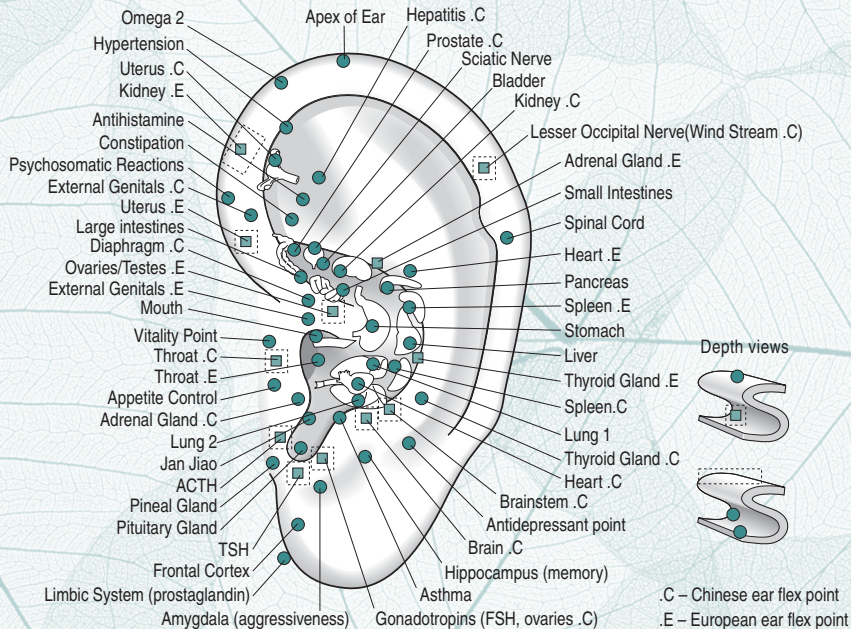 Omega 2
Hypertension
Uterus .C
Kidney .E
Antihistamine
Constipation
Psychosomatic Reactions
External Genitals .C
Uterus .E
Large intestines
Diaphragm .C
Ovaries/Testes .E
External Genitals .E
Mouth
Vitality Point
Throat .C
Throat .E
Appetite Control
Adrenal Gland .C
Lung 2
Jan Jiao
ACTH
Pineal Gland
Pituitary Gland
TSH
Frontal Cortex
Limbic System (prostaglandin)
Amygdala (aggressiveness)
Apex of Ear
Hepatitis .C
Prostate .C
Sciatic Nerve
Bladder
Kidney .C
Lesser Occipital Nerve(Wind Stream .C)
Adrenal Gland .E
Small Intestines
Spinal Cord
Heart .E
Pancreas
Spleen .E
Stomach
Liver
Thyroid Gland .E
Spleen.C
Lung 1
Thyroid Gland .C
Heart .C
Brainstem .C
Antidepressant point
Brain .C
Hippocampus (memory)
Asthma
Gonadotropins (FSH, ovaries .C)
Depth views
.C – Chinese ear flex point
.E – European ear flex point